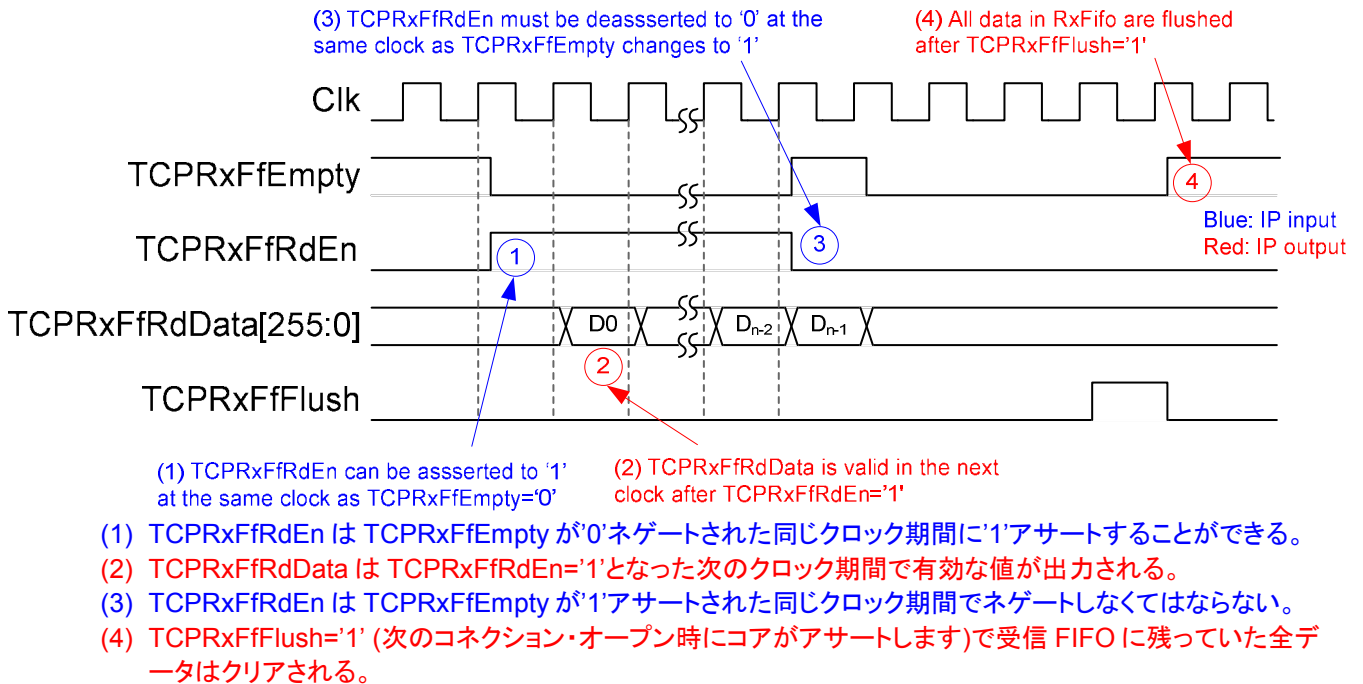 (3) TCPRxFfRdEn must be deassserted to ‘0’ at the
same clock as TCPRxFfEmpty changes to ‘1’
(4) All data in RxFifo are flushed
after TCPRxFfFlush=’1'
Clk
TCPRxFfEmpty
4
Blue: IP input
Red: IP output
TCPRxFfRdEn
1
3
TCPRxFfRdData[255:0]
D0
Dn-2
Dn-1
2
TCPRxFfFlush
(1) TCPRxFfRdEn can be assserted to ‘1’
at the same clock as TCPRxFfEmpty=‘0’
(2) TCPRxFfRdData is valid in the next
clock after TCPRxFfRdEn=’1’
(1) TCPRxFfRdEn は TCPRxFfEmpty が’0’ネゲートされた同じクロック期間に’1’アサートすることができる。
(2) TCPRxFfRdData は TCPRxFfRdEn=’1’となった次のクロック期間で有効な値が出力される。
(3) TCPRxFfRdEn は TCPRxFfEmpty が’1’アサートされた同じクロック期間でネゲートしなくてはならない。
(4) TCPRxFfFlush=’1’ (次のコネクション・オープン時にコアがアサートします)で受信 FIFO に残っていた全デ
ータはクリアされる。